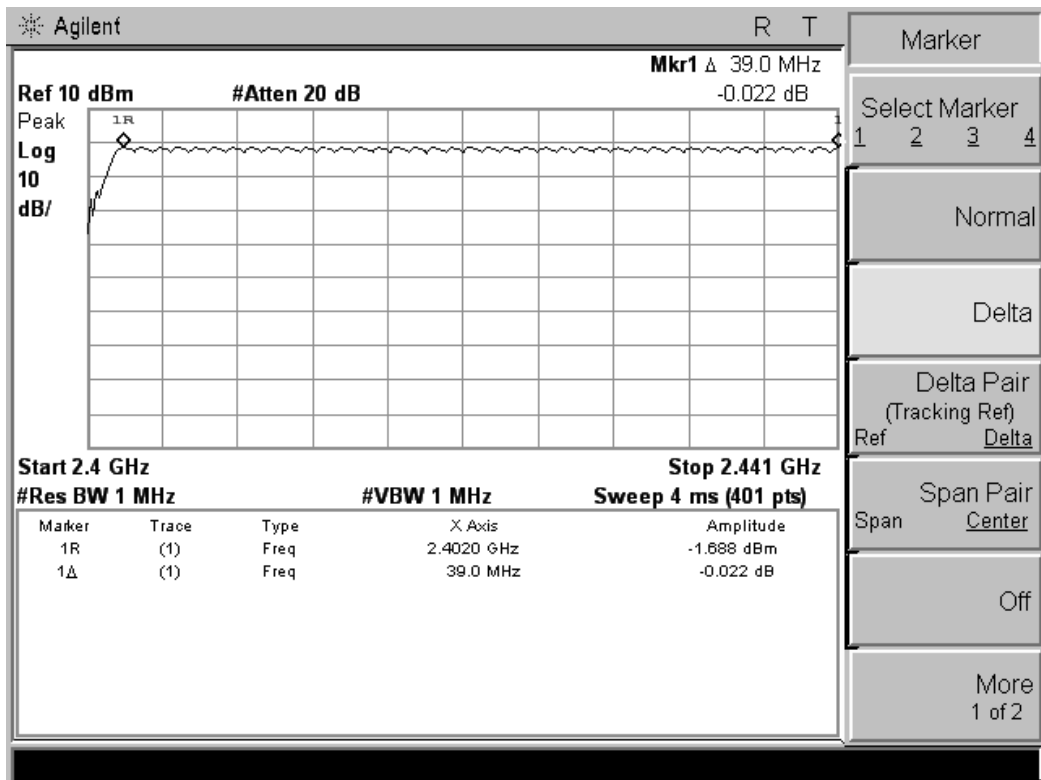 Agilent R T
Mkr1 Δ 39.0 MHz
Ref 10 dBm #Atten 20 dB -0.022 dB
Peak
Log
10
dB/
1R
1
Start 2.4 GHz Stop 2.441 GHz
#Res BW 1 MHz #VBW 1 MHz Sweep 4 ms (401 pts)
Marker Trace Type X Axis Amplitude
1R (1) Freq 2.4020 GHz -1.688 dBm
1Δ (1) Freq 39.0 MHz -0.022 dB
Marker
Select Marker
1 2 3 4
Normal
Delta
Delta Pair
(Tracking Ref)
Ref Delta
Span Pair
Span Center
Off
More
1 of 2